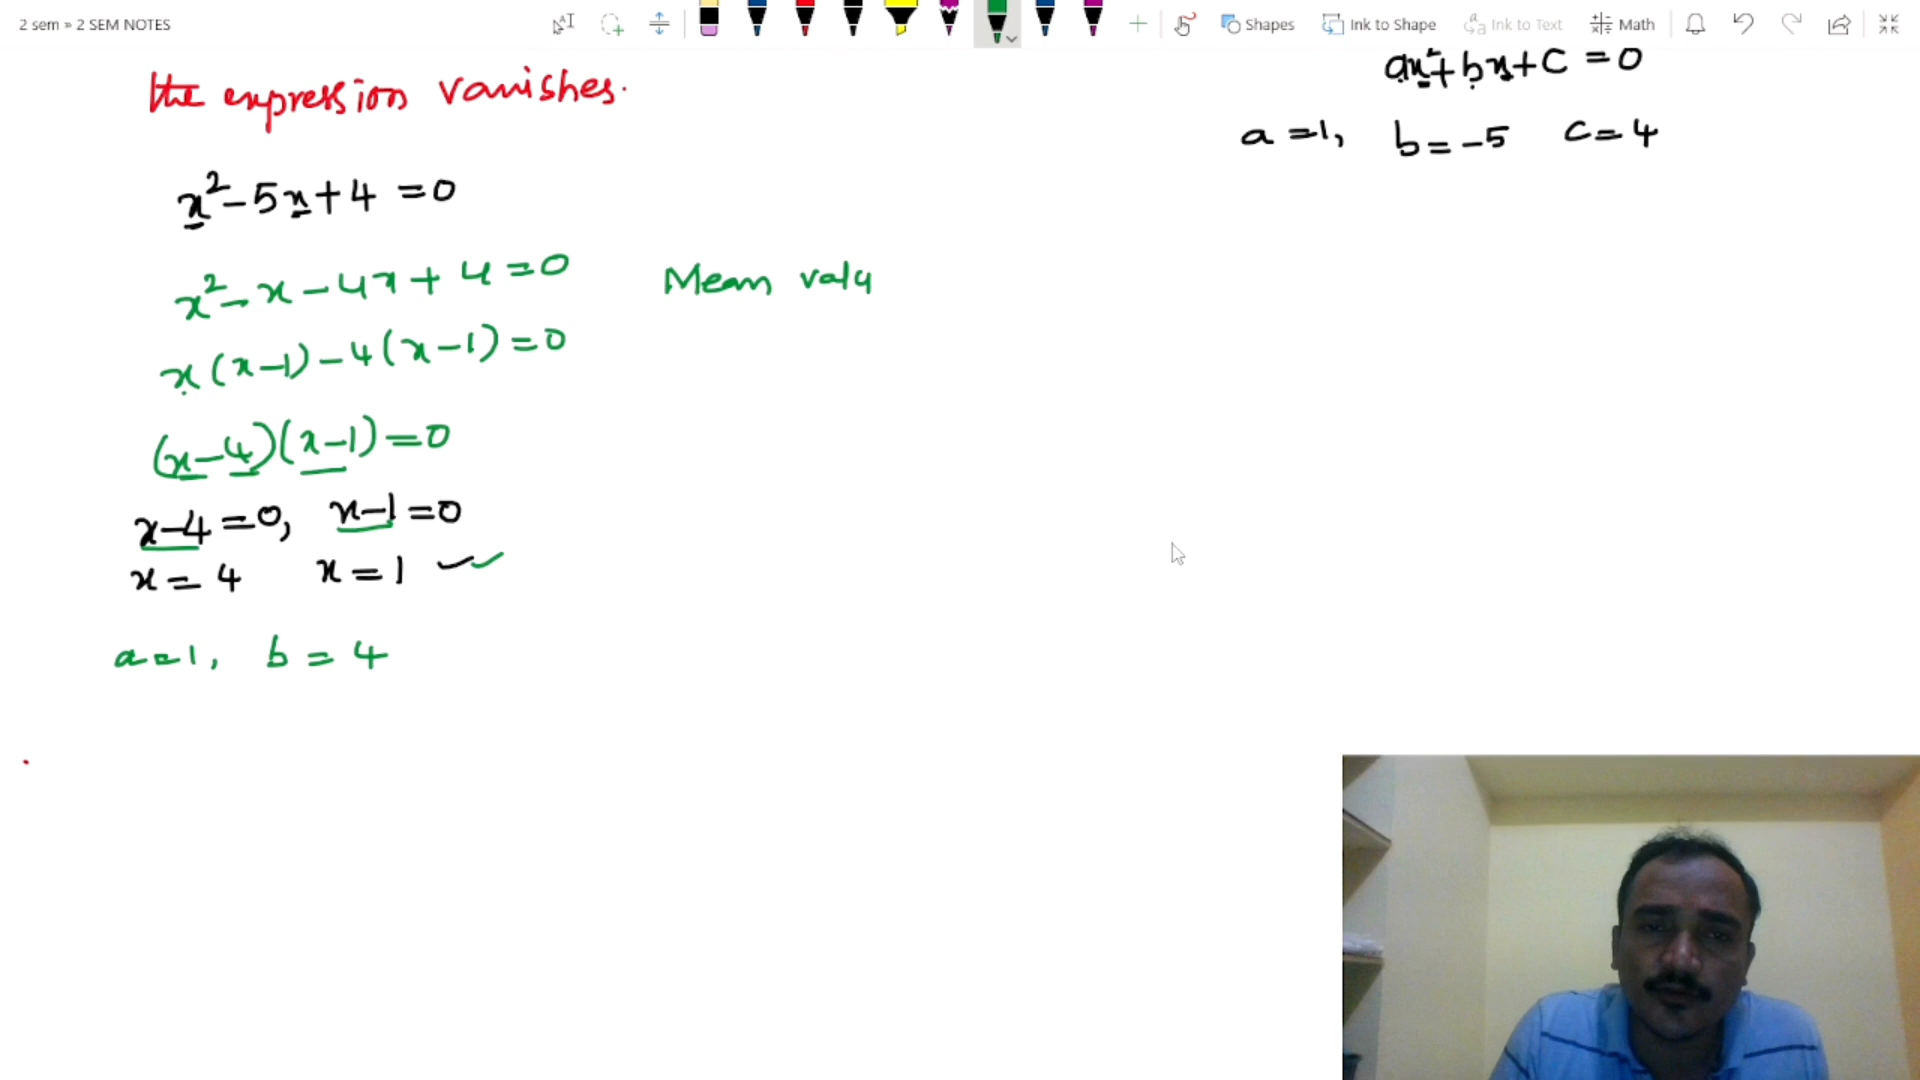 2 sem » 2 SEM NOTES
Shapes Ink to Shape Ink to Text Math
the expression vanishes.
ax²+bx+c =0
a =1, b=-5 c=4
x²-5x+4 =0
x²-x-4x+4=0
Mean valu
x(x-1)-4(x-1)=0
(x-4)(x-1)=0
x-4=0, x-1=0
x=4 x=1
a=1, b=4